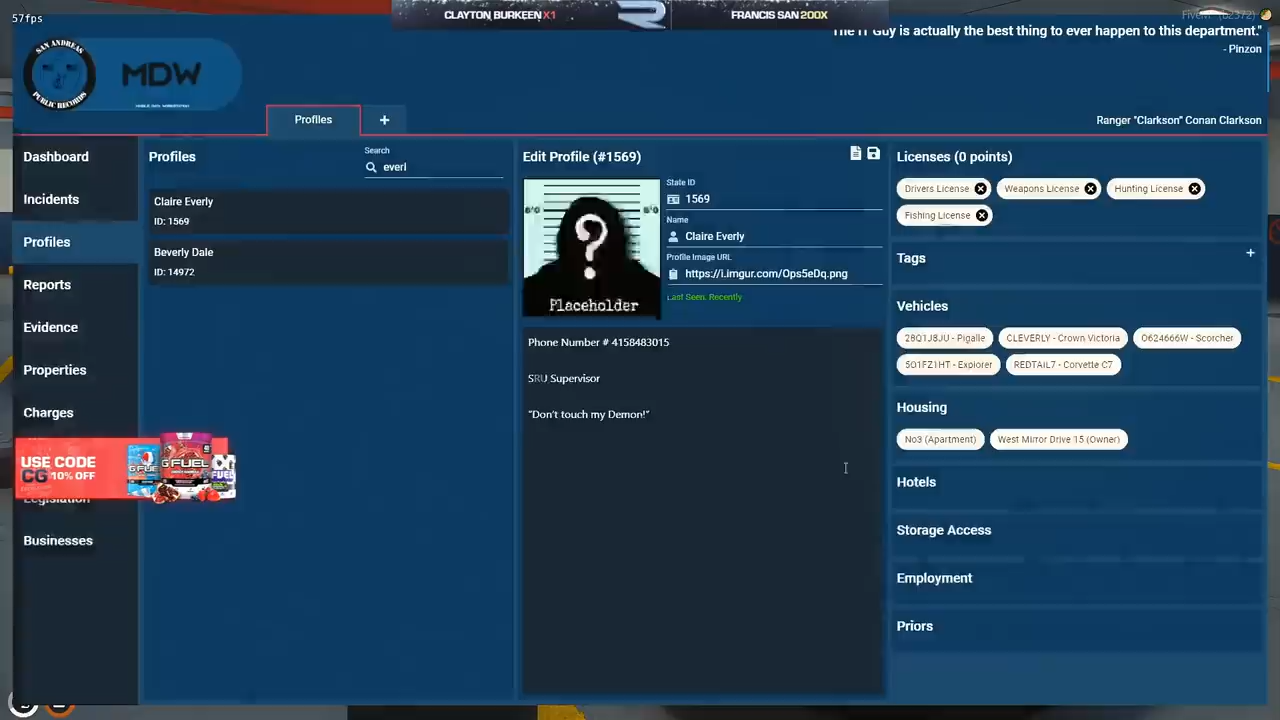 57fps
CLAYTON BURKEEN X1
FRANCIS SAN 200X
The IT Guy is actually the best thing to ever happen to this department."
- Pinzon
SAN ANDREAS
PUBLIC RECORDS
MDW
Profiles
+
Ranger "Clarkson" Conan Clarkson
Dashboard
Incidents
Profiles
Reports
Evidence
Properties
Charges
Legislation
Businesses
USE CODE
CG 10% OFF
G FUEL
Profiles
Search
everl
Claire Everly
ID: 1569
Beverly Dale
ID: 14972
Edit Profile (#1569)
Placeholder
State ID
1569
Name
Claire Everly
Profile Image URL
https://i.imgur.com/Ops5eDq.png
Last Seen: Recently
Phone Number # 4158483015
SRU Supervisor
"Don't touch my Demon!"
Licenses (0 points)
Drivers License
Weapons License
Hunting License
Fishing License
Tags
+
Vehicles
28Q1J8JU - Pigalle
CLEVERLY - Crown Victoria
O624666W - Scorcher
5O1FZ1HT - Explorer
REDTAIL7 - Corvette C7
Housing
No3 (Apartment)
West Mirror Drive 15 (Owner)
Hotels
Storage Access
Employment
Priors